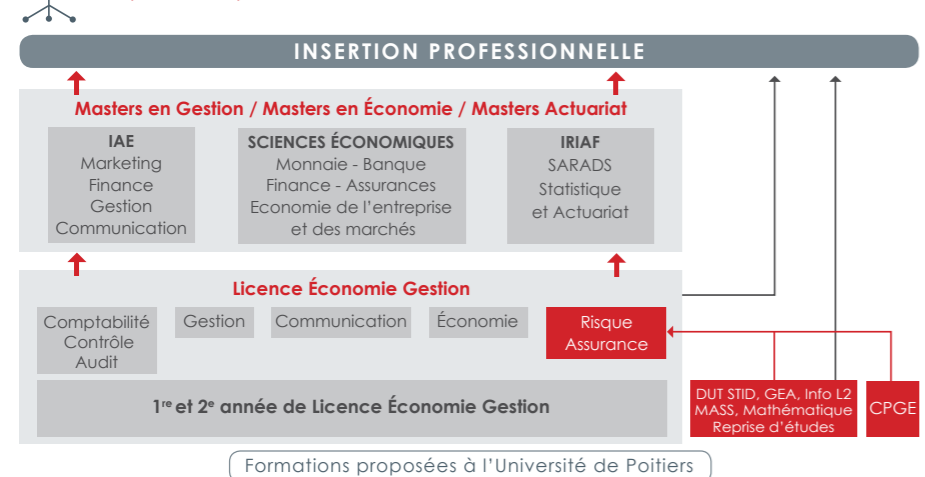 INSERTION PROFESSIONNELLE
Masters en Gestion / Masters en Économie / Masters Actuariat
IAE
Marketing
Finance
Gestion
Communication
SCIENCES ÉCONOMIQUES
Monnaie - Banque
Finance - Assurances
Economie de l'entreprise
et des marchés
IRIAF
SARADS
Statistique
et Actuariat
Licence Économie Gestion
Comptabilité
Contrôle
Audit
Gestion
Communication
Économie
Risque
Assurance
1re et 2e année de Licence Économie Gestion
DUT STID, GEA, Info L2
MASS, Mathématique
Reprise d'études
CPGE
Formations proposées à l'Université de Poitiers